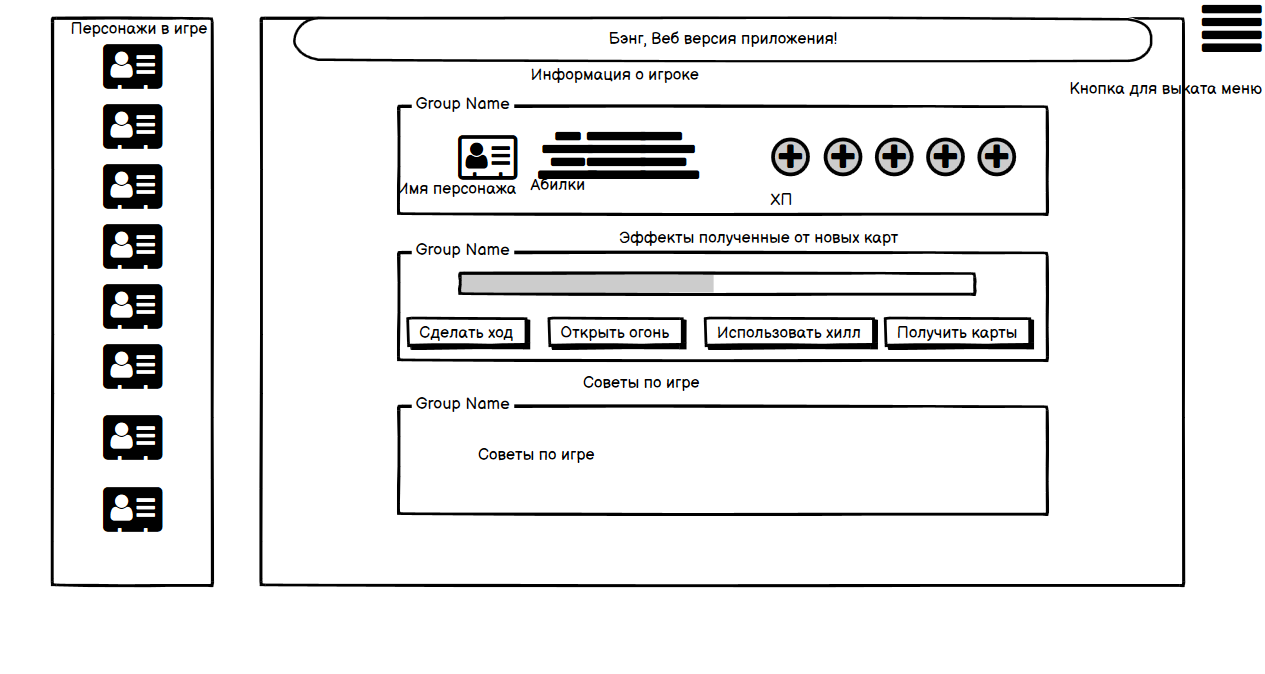 Персонажи в игре
Бэнг, Веб версия приложения!
Информация о игроке
Кнопка для выката меню
Group Name
Имя персонажа
Абилки
ХП
Эффекты полученные от новых карт
Group Name
Сделать ход
Открыть огонь
Использовать хилл
Получить карты
Советы по игре
Group Name
Советы по игре